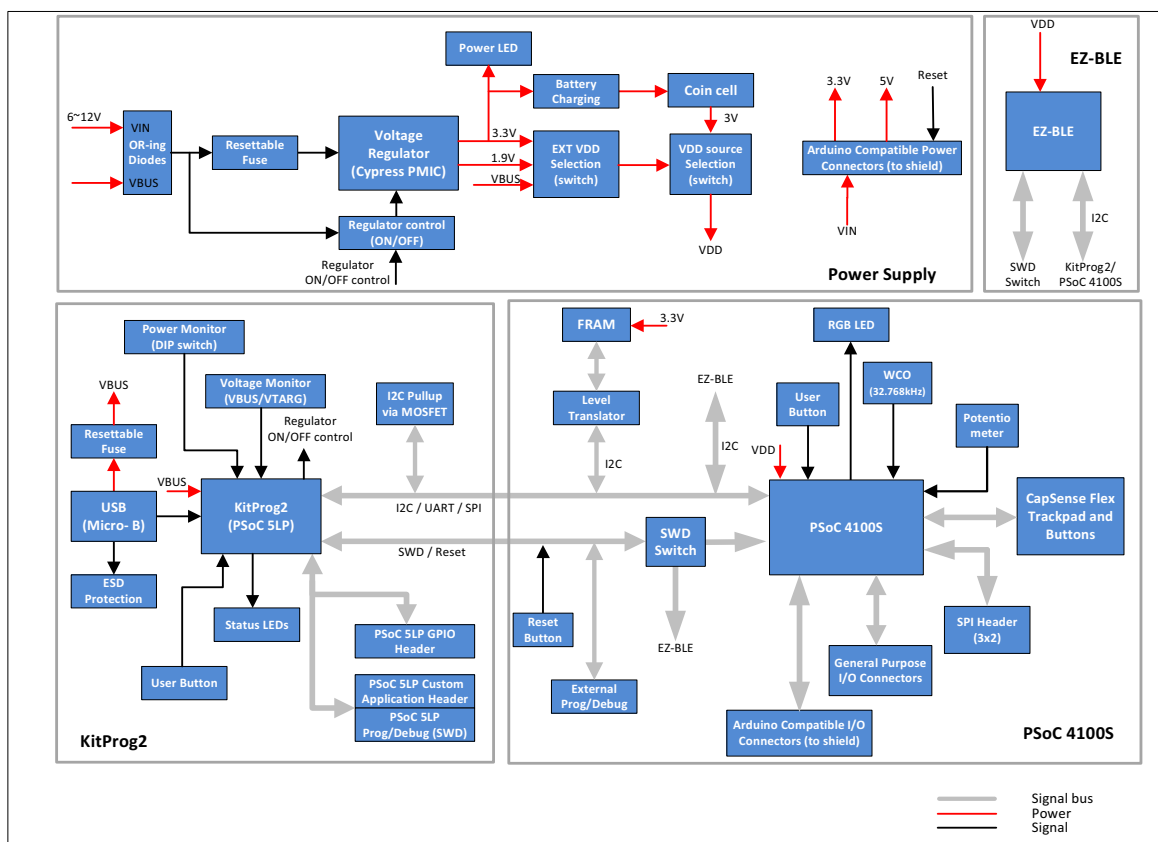 Power LED
Battery
Charging
Coin cell
6~12V
VIN
OR-ing
Diodes
VBUS
Resettable
Fuse
Voltage
Regulator
(Cypress PMIC)
3.3V
1.9V
VBUS
EXT VDD
Selection
(switch)
3V
VDD source
Selection
(switch)
VDD
Regulator control
(ON/OFF)
Regulator
ON/OFF control
3.3V
5V
Reset
Arduino Compatible Power
Connectors (to shield)
VIN
Power Supply
VDD
EZ-BLE
EZ-BLE
I2C
SWD
Switch
KitProg2/
PSoC 4100S
Power Monitor
(DIP switch)
VBUS
Voltage Monitor
(VBUS/VTARG)
Resettable
Fuse
Regulator
ON/OFF control
I2C Pullup
via MOSFET
VBUS
USB
(Micro- B)
KitProg2
(PSoC 5LP)
I2C / UART / SPI
SWD / Reset
ESD
Protection
Status LEDs
User Button
PSoC 5LP GPIO
Header
PSoC 5LP Custom
Application Header
PSoC 5LP
Prog/Debug (SWD)
KitProg2
FRAM
3.3V
Level
Translator
I2C
EZ-BLE
I2C
RGB LED
User
Button
WCO
(32.768kHz)
Potentio
meter
VDD
PSoC 4100S
CapSense Flex
Trackpad and
Buttons
SWD
Switch
EZ-BLE
Reset
Button
External
Prog/Debug
SPI Header
(3x2)
General Purpose
I/O Connectors
Arduino Compatible I/O
Connectors (to shield)
PSoC 4100S
Signal bus
Power
Signal